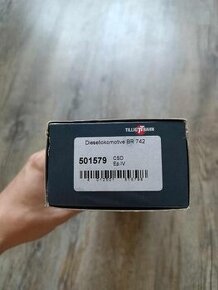 TILLIG
Diesellokomotive BR 742
501579
CSD
Ep.IV